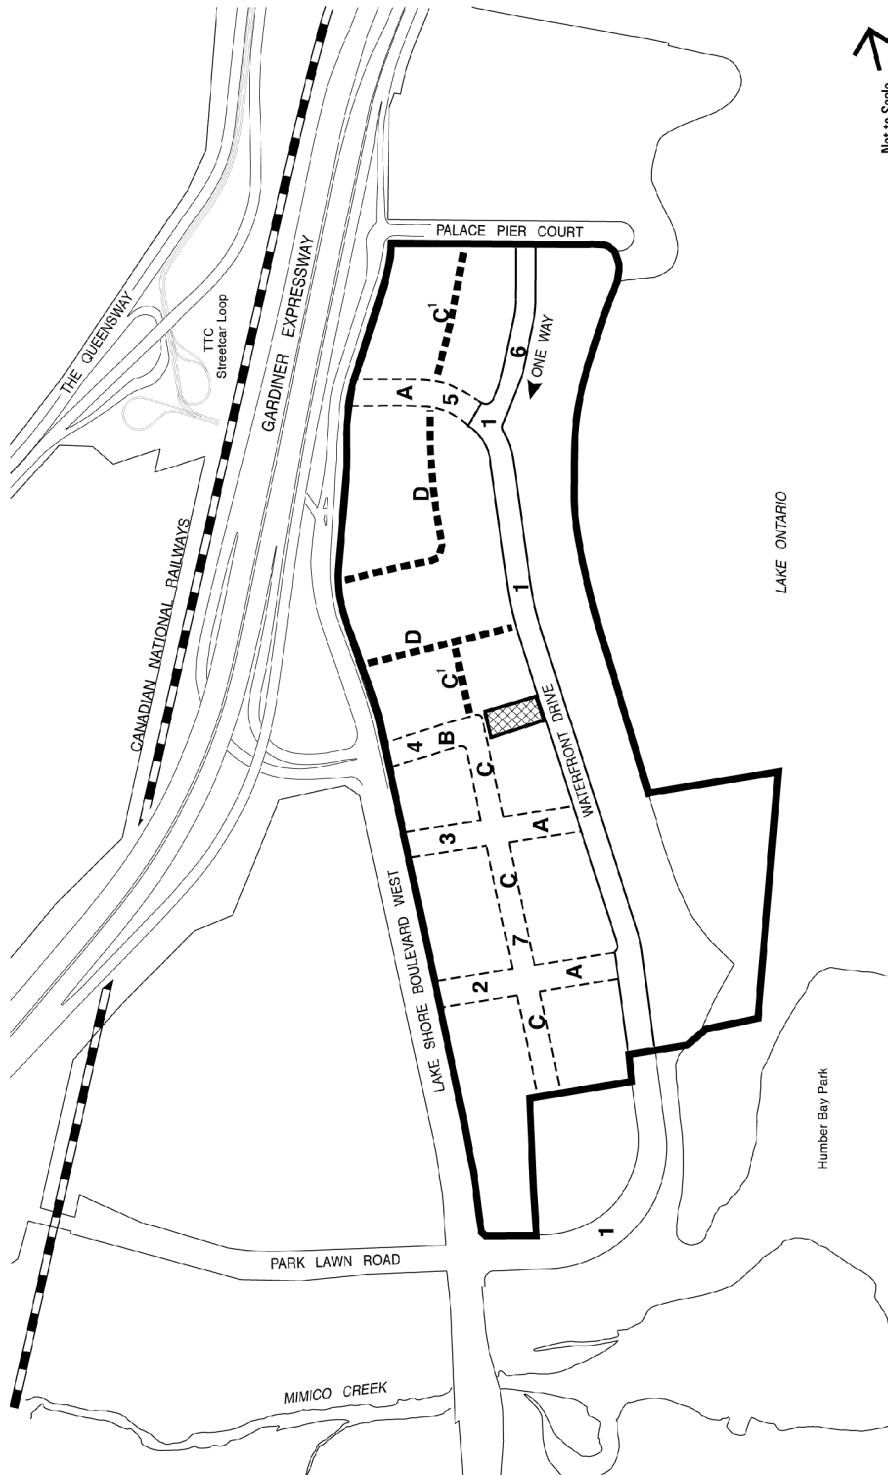 Not to Scale
PALACE PIER COURT
THE QUEENSWAY
TTC
Streetcar Loop
GARDINER EXPRESSWAY
C1
6
ONE WAY
A
5
1
D
CANADIAN NATIONAL RAILWAYS
LAKE ONTARIO
1
D
C1
4
B
C
WATERFRONT DRIVE
3
A
C
LAKE SHORE BOULEVARD WEST
7
2
A
C
Humber Bay Park
1
PARK LAWN ROAD
MIMICO CREEK